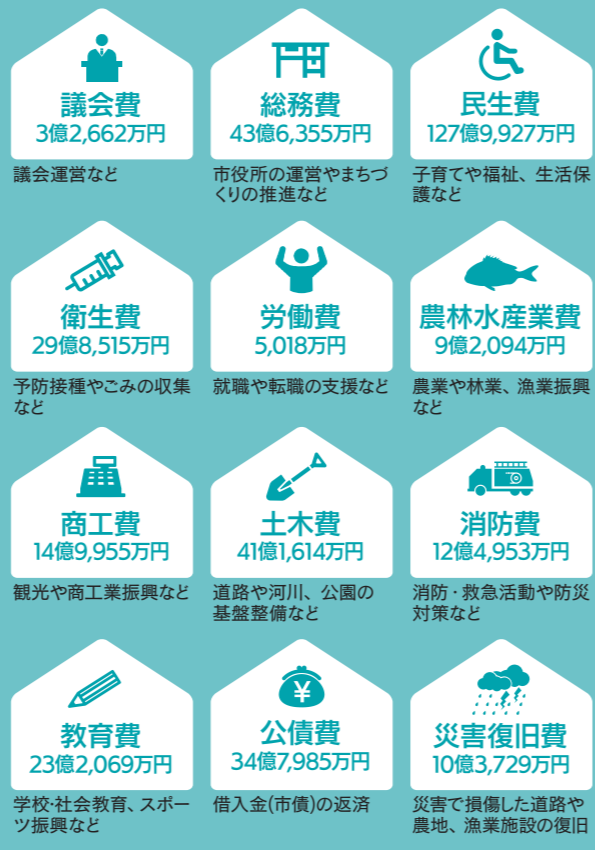 議会費
3億2,662万円
議会運営など
総務費
43億6,355万円
市役所の運営やまちづ
くりの推進など
民生費
127億9,927万円
子育てや福祉、生活保
護など
衛生費
29億8,515万円
予防接種やごみの収集
など
労働費
5,018万円
就職や転職の支援など
農林水産業費
9億2,094万円
農業や林業、漁業振興
など
商工費
14億9,955万円
観光や商工業振興など
土木費
41億1,614万円
道路や河川、公園の
基盤整備など
消防費
12億4,953万円
消防・救急活動や防災
対策など
教育費
23億2,069万円
学校・社会教育、スポー
ツ振興など
¥
公債費
34億7,985万円
借入金(市債)の返済
災害復旧費
10億3,729万円
災害で損傷した道路や
農地、漁業施設の復旧